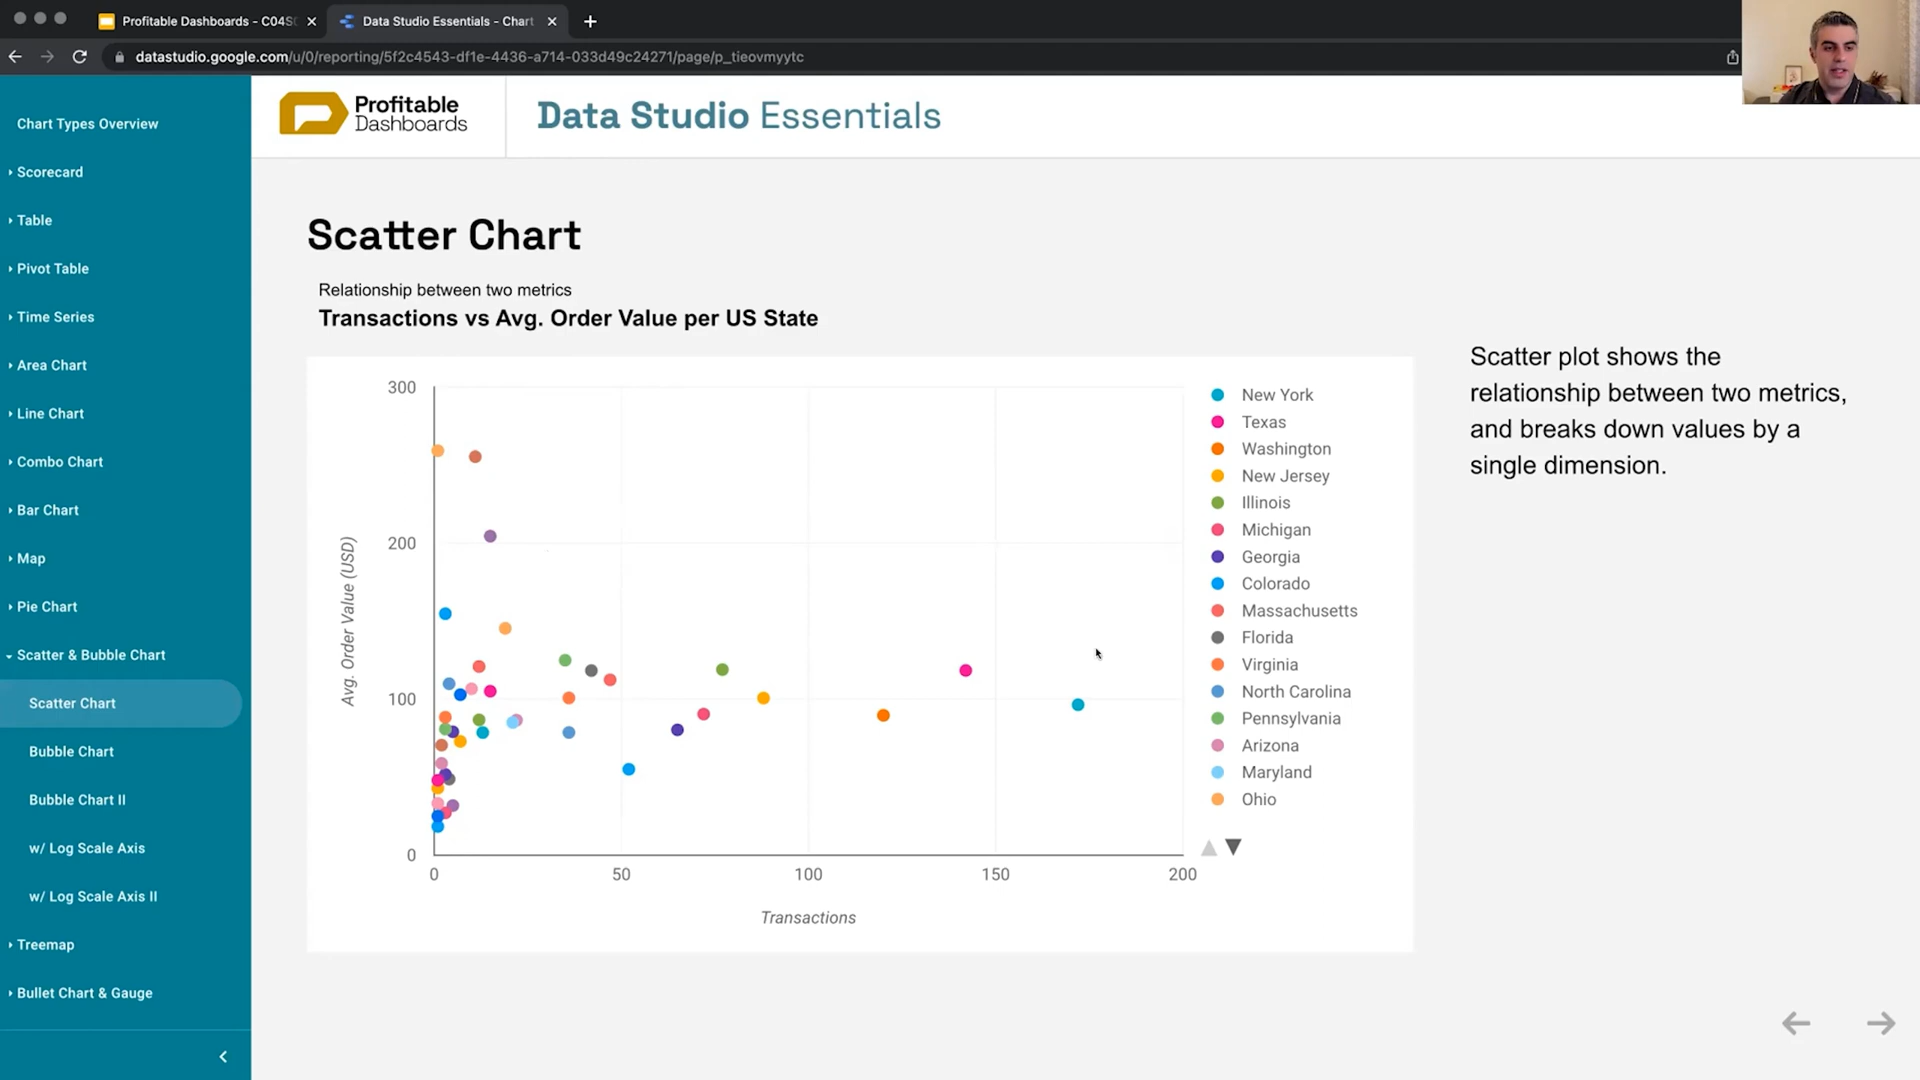 Profitable Dashboards - C04S
Data Studio Essentials - Chart
datastudio.google.com/u/0/reporting/5f2c4543-df1e-4436-a714-033d49c24271/page/p_tieovmyytc
Chart Types Overview
Scorecard
Table
Pivot Table
Time Series
Area Chart
Line Chart
Combo Chart
Bar Chart
Map
Pie Chart
Scatter & Bubble Chart
Scatter Chart
Bubble Chart
Bubble Chart II
w/ Log Scale Axis
w/ Log Scale Axis II
Treemap
Bullet Chart & Gauge
Profitable
Dashboards
Data Studio Essentials
Scatter Chart
Relationship between two metrics
Transactions vs Avg. Order Value per US State
300
200
100
0
Avg. Order Value (USD)
0 50 100 150 200
Transactions
New York
Texas
Washington
New Jersey
Illinois
Michigan
Georgia
Colorado
Massachusetts
Florida
Virginia
North Carolina
Pennsylvania
Arizona
Maryland
Ohio
Scatter plot shows the
relationship between two metrics,
and breaks down values by a
single dimension.